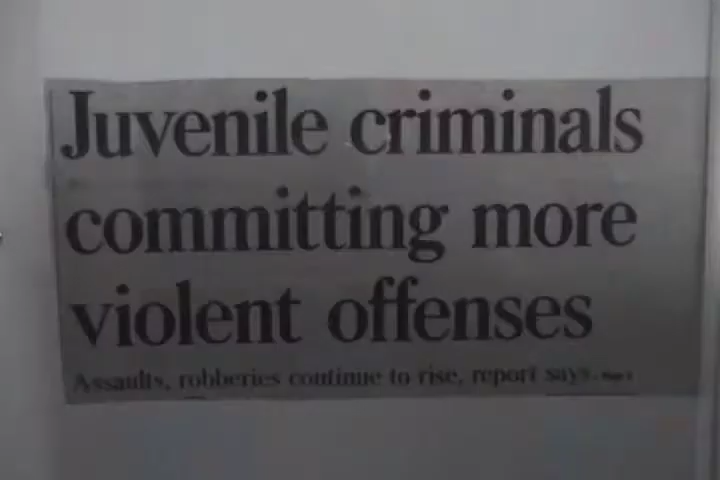 Juvenile criminals
committing more
violent offenses
Assaults, robberies continue to rise, report says